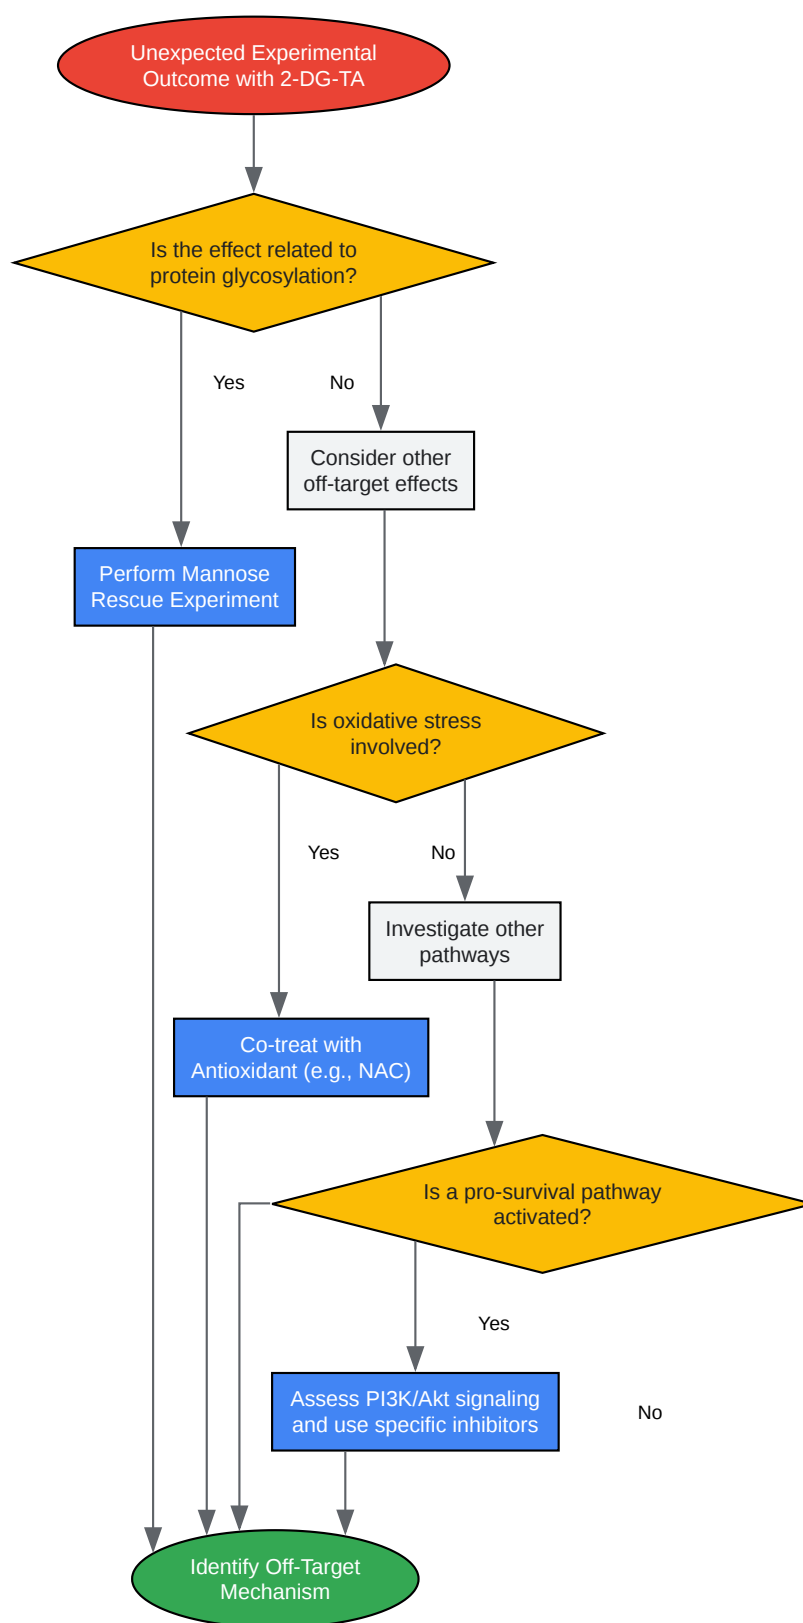 Unexpected Experimental
Outcome with 2-DG-TA
Is the effect related to
protein glycosylation?
Yes
No
Consider other
off-target effects
Perform Mannose
Rescue Experiment
Is oxidative stress
involved?
Yes
No
Investigate other
pathways
Co-treat with
Antioxidant (e.g., NAC)
Is a pro-survival pathway
activated?
Yes
Assess PI3K/Akt signaling
and use specific inhibitors
No
Identify Off-Target
Mechanism